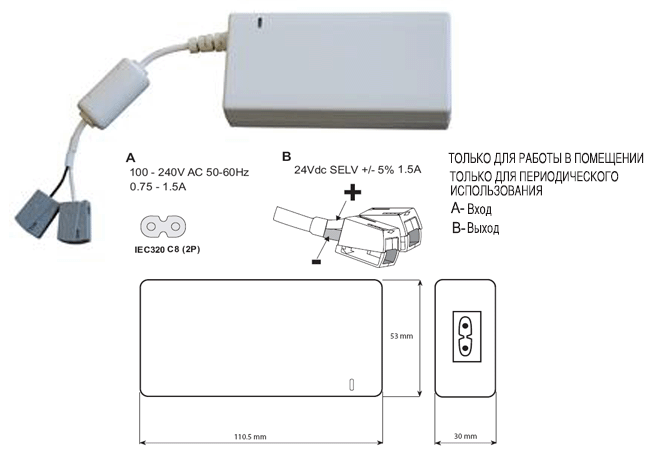 A
100 - 240V AC 50-60Hz
0.75 - 1.5A
IEC320 C8 (2P)
B
24Vdc SELV +/- 5% 1.5A
+
-
ТОЛЬКО ДЛЯ РАБОТЫ В ПОМЕЩЕНИИ
ТОЛЬКО ДЛЯ ПЕРИОДИЧЕСКОГО
ИСПОЛЬЗОВАНИЯ
А- Вход
В- Выход
53 mm
110.5 mm
30 mm